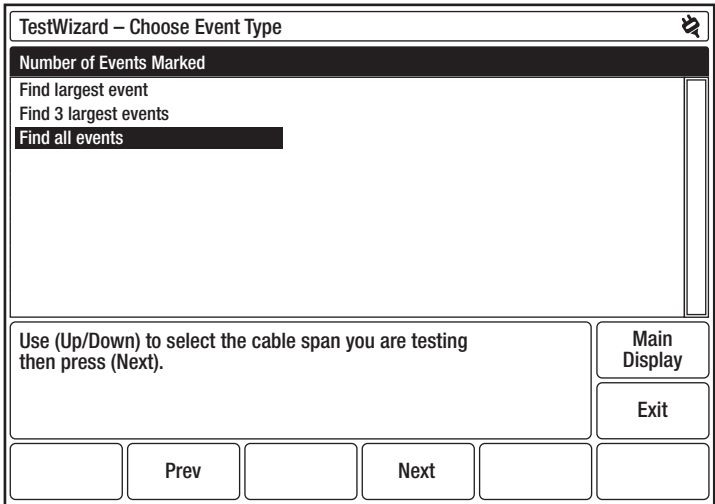 TestWizard – Choose Event Type
Number of Events Marked
Find largest event
Find 3 largest events
Find all events
Use (Up/Down) to select the cable span you are testing
then press (Next).
Main
Display
Exit
Prev
Next